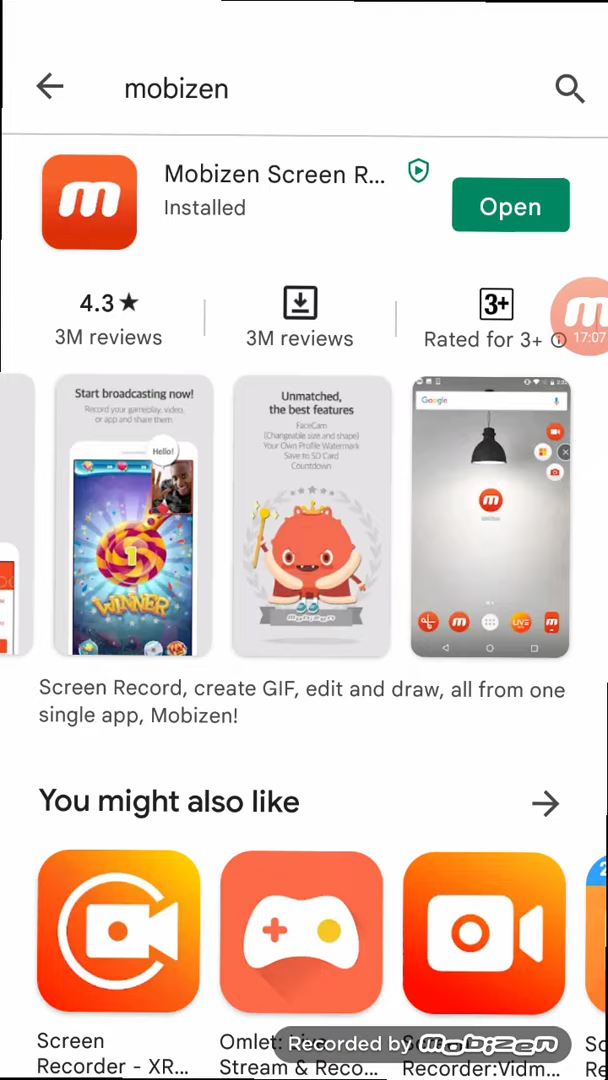 mobizen
Mobizen Screen R...
Installed
Open
4.3★
3M reviews
3M reviews
3+
Rated for 3+
17:07
Start broadcasting now!
Record your gameplay, video,
or app and share them.
Hello!
1
WINNER
Unmatched,
the best features
FaceCam
(Changeable size and shape)
Your Own Profile Watermark
Save to SD Card
Countdown
Google
LIVE
Screen Record, create GIF, edit and draw, all from one
single app, Mobizen!
You might also like
Screen
Recorder - XR...
Omlet:
Stream & Reco...
Recorder:Vidm...
Recorded by mobizen